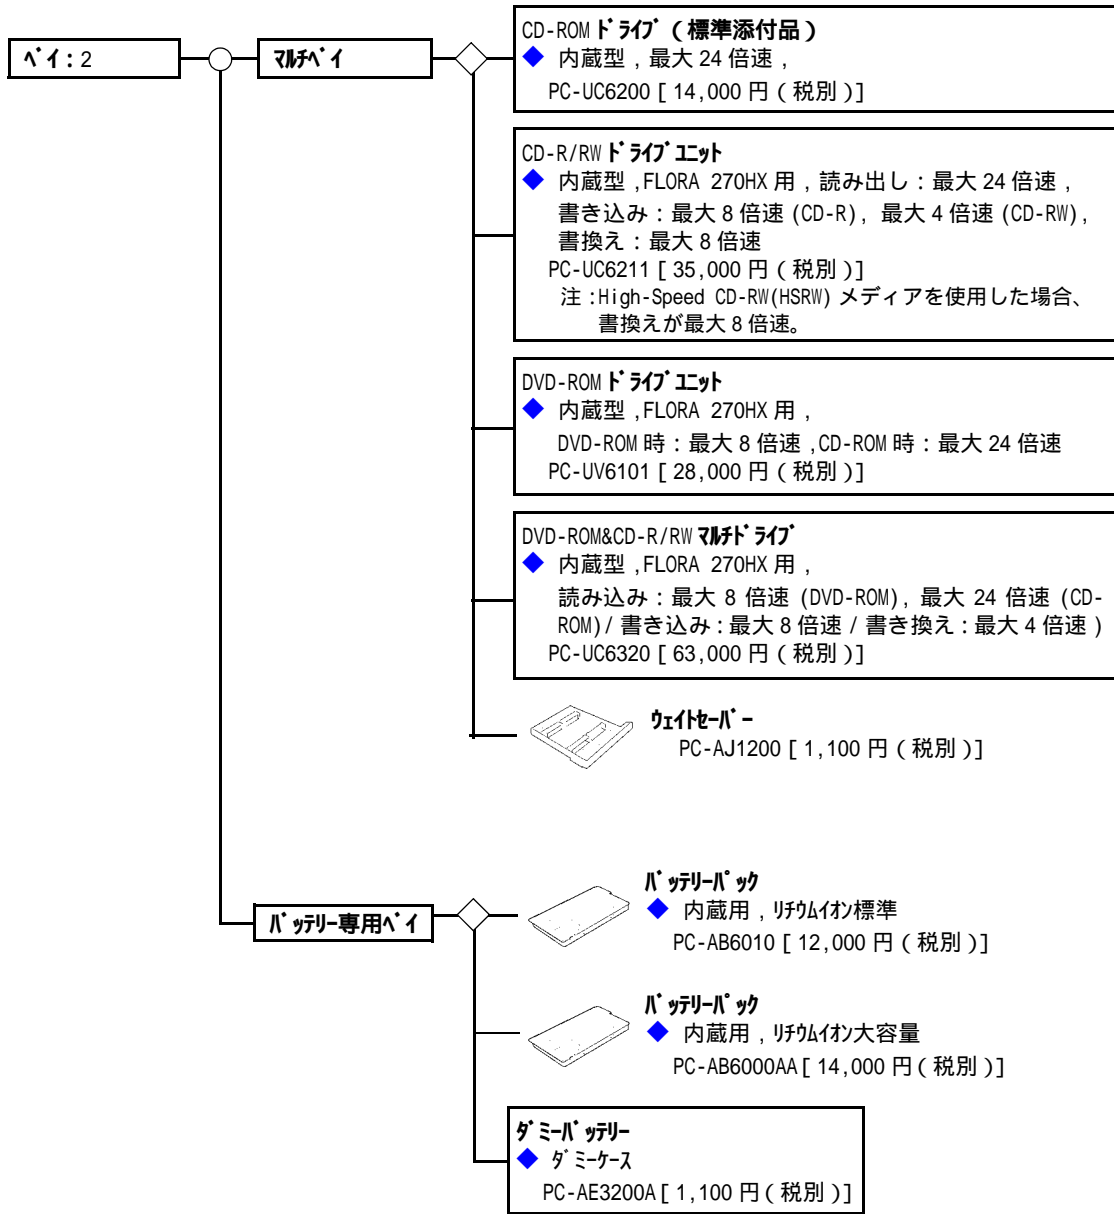 ベイ：2
マルチベイ
CD-ROM ドライブ（標準添付品）
◆ 内蔵型，最大 24 倍速，
PC-UC6200 [ 14,000 円（税別）]
CD-R/RW ドライブユニット
◆ 内蔵型，FLORA 270HX 用，読み出し：最大 24 倍速，
書き込み：最大 8 倍速 (CD-R), 最大 4 倍速 (CD-RW),
書換え：最大 8 倍速
PC-UC6211 [ 35,000 円（税別）]
注：High-Speed CD-RW(HSRW) メディアを使用した場合、
書換えが最大 8 倍速。
DVD-ROM ドライブユニット
◆ 内蔵型，FLORA 270HX 用，
DVD-ROM 時：最大 8 倍速，CD-ROM 時：最大 24 倍速
PC-UV6101 [ 28,000 円（税別）]
DVD-ROM&CD-R/RW マルチドライブ
◆ 内蔵型，FLORA 270HX 用，
読み込み：最大 8 倍速 (DVD-ROM), 最大 24 倍速 (CD-
ROM)/ 書き込み：最大 8 倍速 / 書き換え：最大 4 倍速 )
PC-UC6320 [ 63,000 円（税別）]
ウェイトセーバー
PC-AJ1200 [ 1,100 円（税別）]
バッテリー専用ベイ
バッテリーパック
◆ 内蔵用，リチウムイオン標準
PC-AB6010 [ 12,000 円（税別）]
バッテリーパック
◆ 内蔵用，リチウムイオン大容量
PC-AB6000AA [ 14,000 円（税別）]
ダミーバッテリー
◆ ダミーケース
PC-AE3200A [ 1,100 円（税別）]